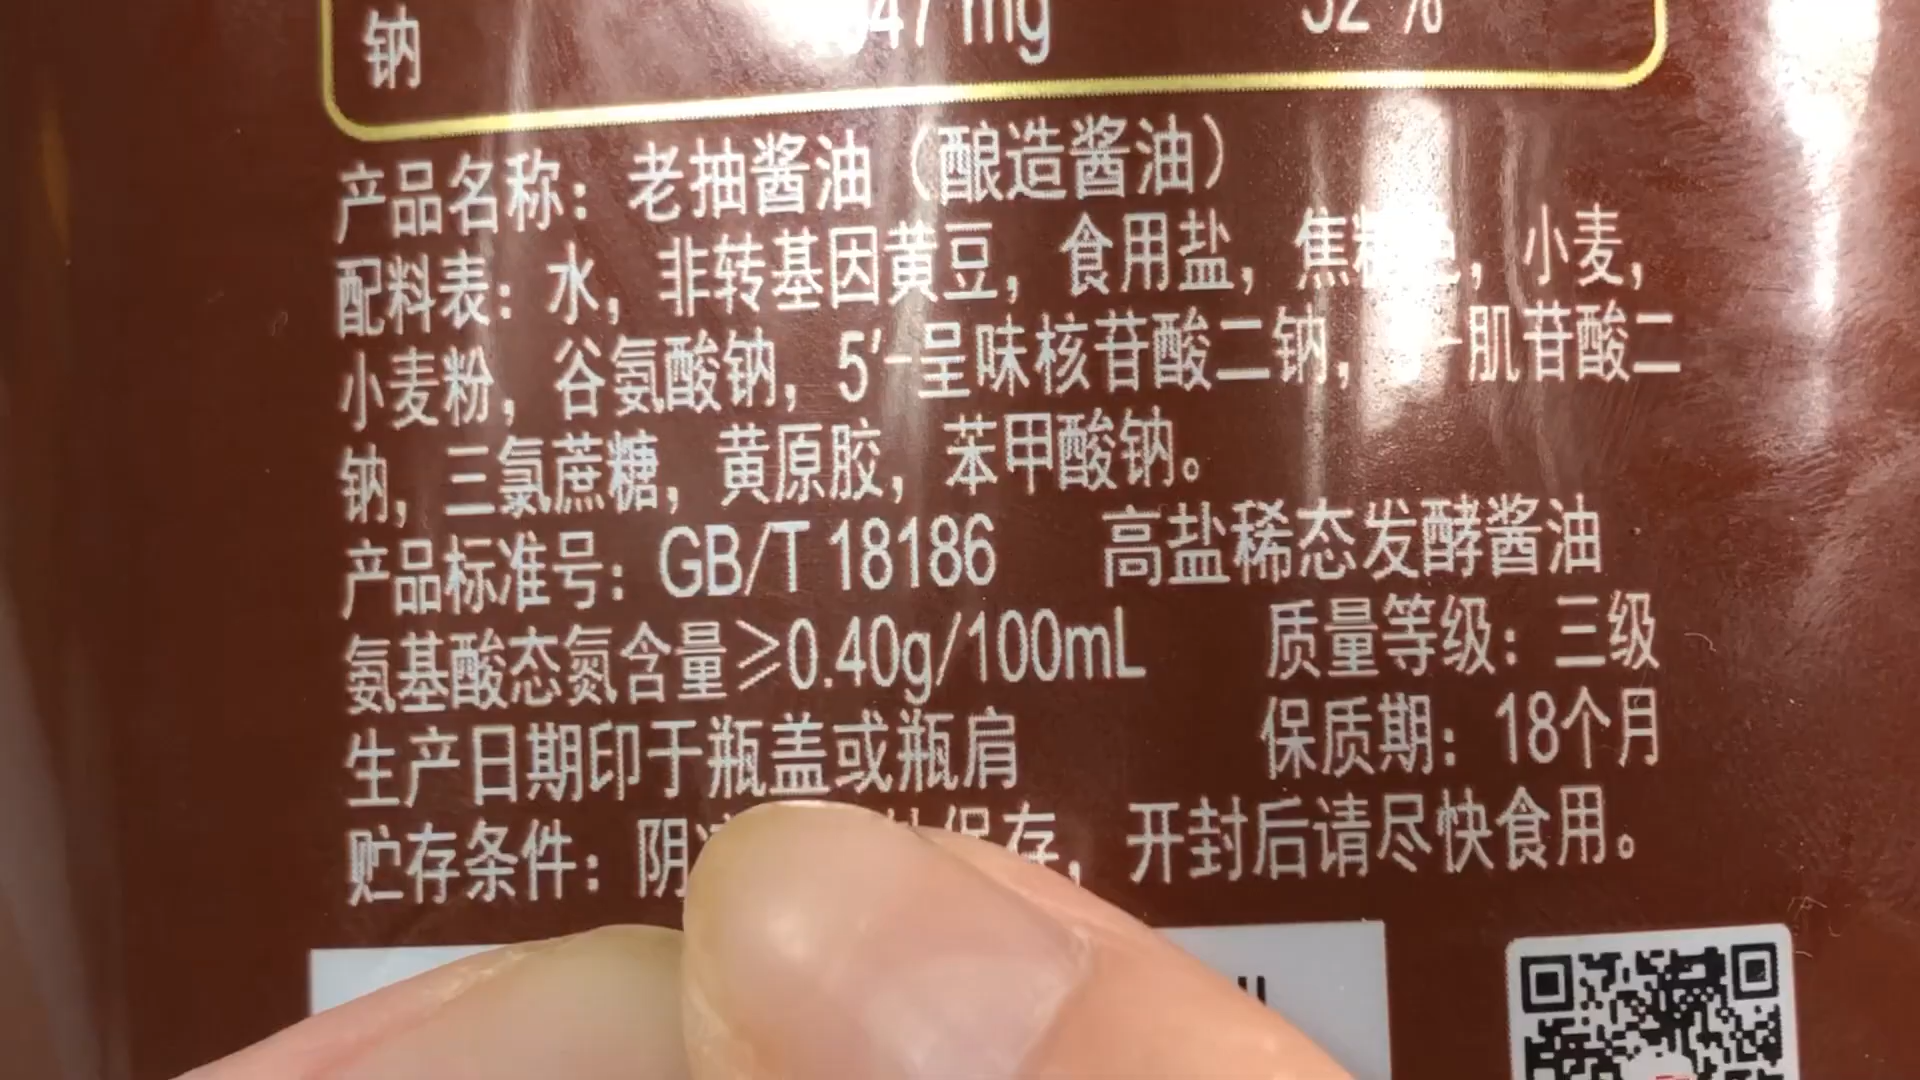 钠 47 mg 32 %
产品名称：老抽酱油（酿造酱油）
配料表：水，非转基因黄豆，食用盐，焦糖色，小麦，
小麦粉，谷氨酸钠，5′-呈味核苷酸二钠，-肌苷酸二
钠，三氯蔗糖，黄原胶，苯甲酸钠。
产品标准号：GB/T 18186 高盐稀态发酵酱油
氨基酸态氮含量≥0.40g/100mL 质量等级：三级
生产日期印于瓶盖或瓶肩 保质期：18个月
贮存条件：阴 保存，开封后请尽快食用。